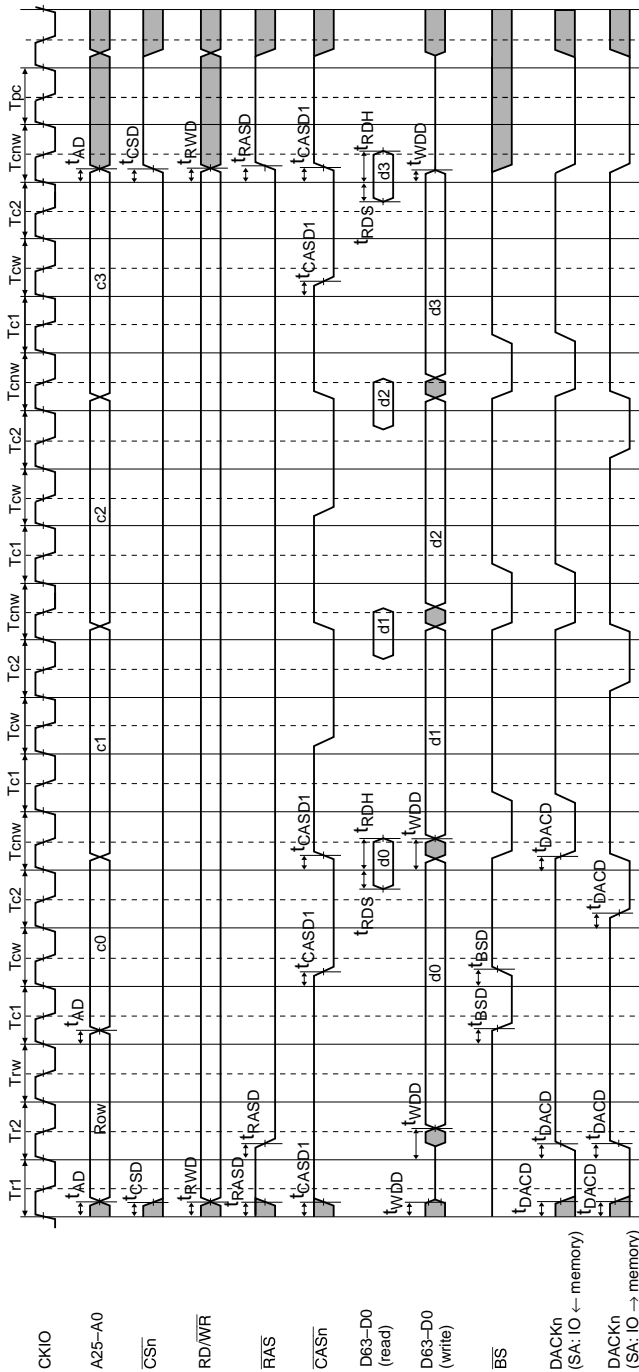 Tr1 Tr2 Trw Tc1 Tcw Tc2 Tcnw Tc1 Tcw Tc2 Tcnw Tc1 Tcw Tc2 Tcnw Tc1 Tcw Tc2 Tcnw Tpc
CKIO
tAD tAD tAD
A25–A0 Row c0 c1 c2 c3
tCSD tCSD
CSn
tRWD tRWD
RD/WR
tRASD tRASD tRASD
RAS
tCASD1 tCASD1 tCASD1 tCASD1 tCASD1
CASn
tRDS tRDH tRDS tRDH
D63–D0
(read) d0 d1 d2 d3
tWDD tWDD tWDD tWDD
D63–D0
(write) d0 d1 d2 d3
tBSD tBSD
BS
tDACD tDACD tDACD
DACKn
(SA: IO ← memory)
tDACD tDACD tDACD
DACKn
(SA: IO → memory)